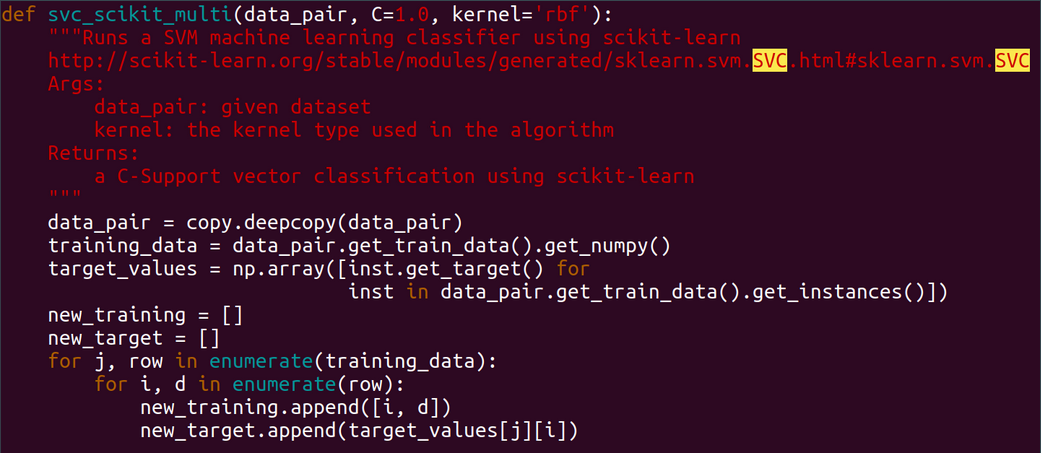 def svc_scikit_multi(data_pair, C=1.0, kernel='rbf'):
    """Runs a SVM machine learning classifier using scikit-learn
    http://scikit-learn.org/stable/modules/generated/sklearn.svm.SVC.html#sklearn.svm.SVC
    Args:
        data_pair: given dataset
        kernel: the kernel type used in the algorithm
    Returns:
        a C-Support vector classification using scikit-learn
    """
    data_pair = copy.deepcopy(data_pair)
    training_data = data_pair.get_train_data().get_numpy()
    target_values = np.array([inst.get_target() for
                              inst in data_pair.get_train_data().get_instances()])
    new_training = []
    new_target = []
    for j, row in enumerate(training_data):
        for i, d in enumerate(row):
            new_training.append([i, d])
            new_target.append(target_values[j][i])